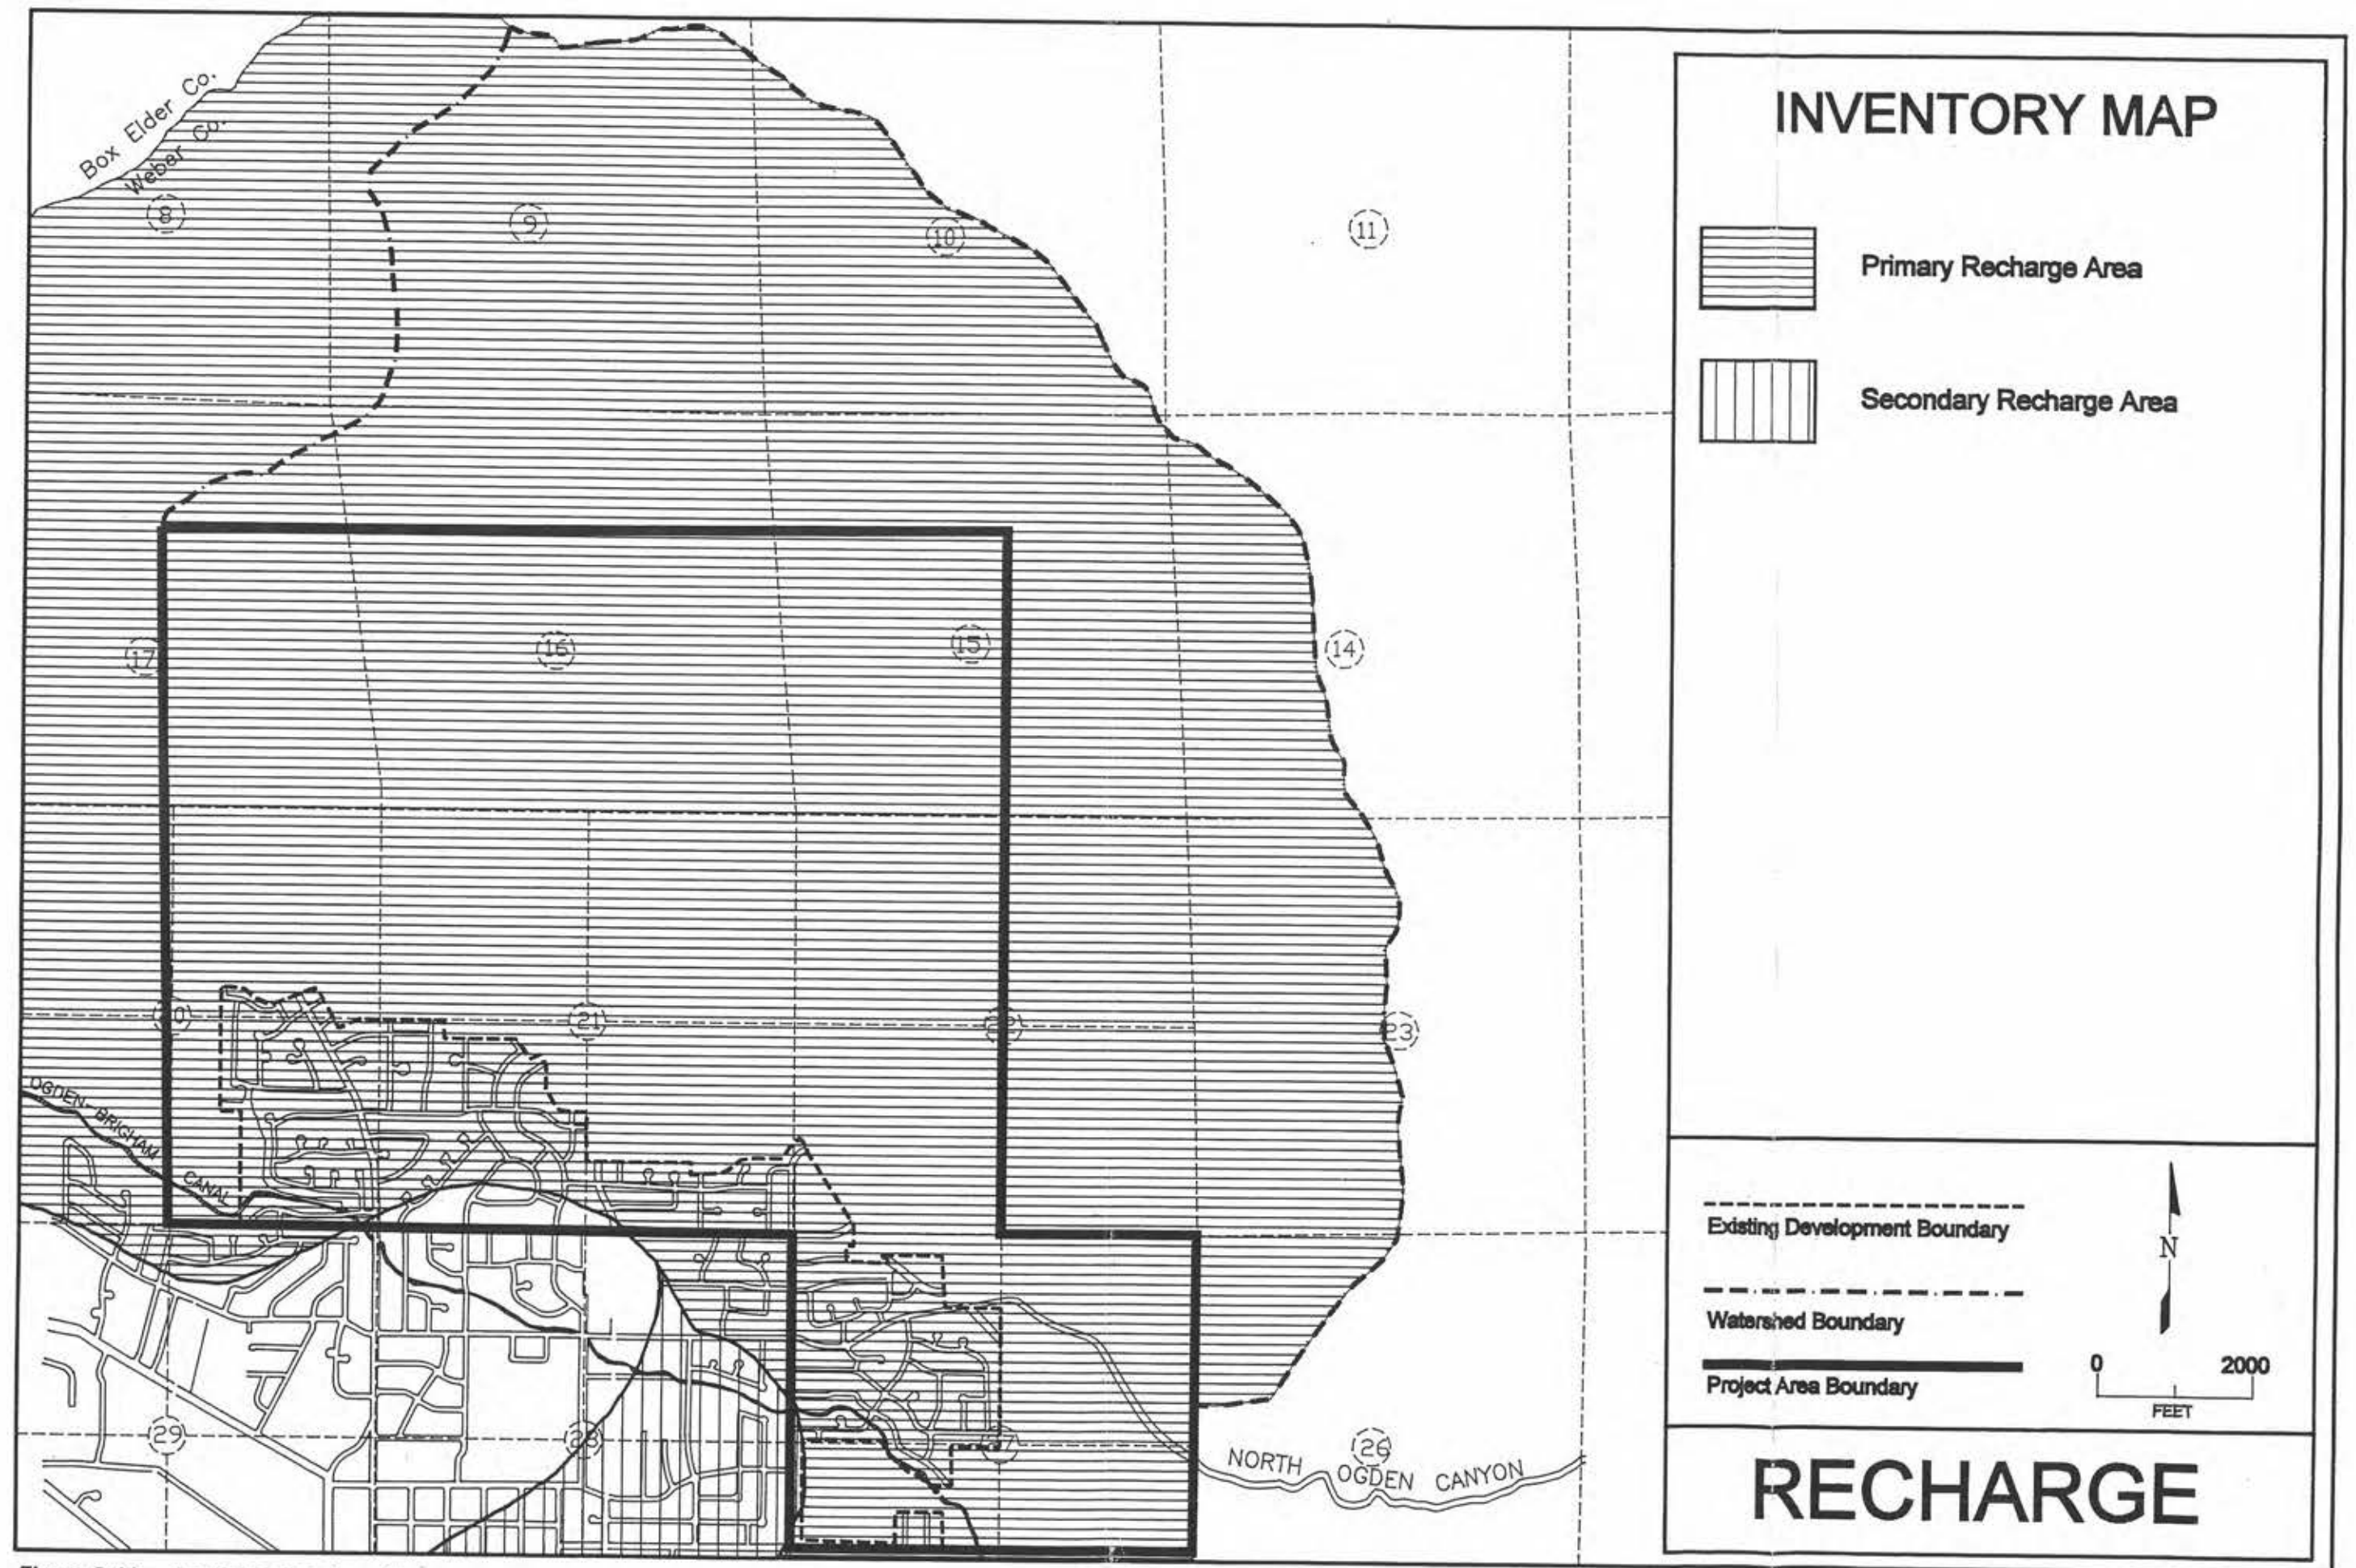 INVENTORY MAP
Primary Recharge Area
Secondary Recharge Area
Existing Development Boundary
Watershed Boundary
Project Area Boundary
N
0 2000
FEET
RECHARGE
Box Elder Co.
Weber Co.
8
9
10
11
17
16
15
14
21
22
23
OGDEN-BRIGHAM CANAL
29
28
26
NORTH OGDEN CANYON